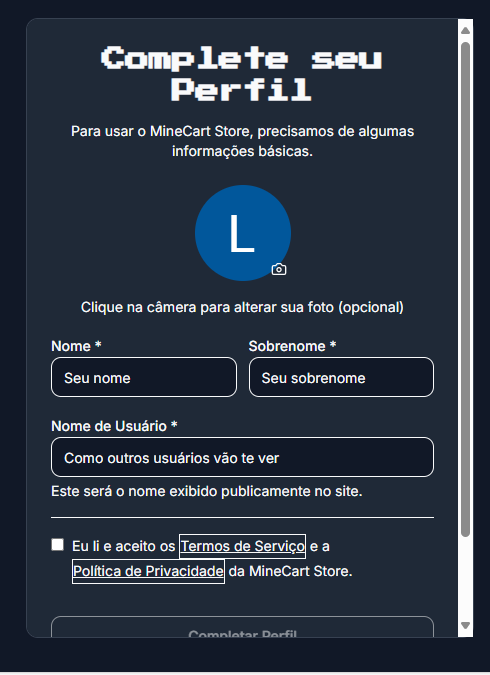 Complete seu
Perfil
Para usar o MineCart Store, precisamos de algumas
informações básicas.
L
Clique na câmera para alterar sua foto (opcional)
Nome * Sobrenome *
Seu nome Seu sobrenome
Nome de Usuário *
Como outros usuários vão te ver
Este será o nome exibido publicamente no site.
Eu li e aceito os Termos de Serviço e a
Política de Privacidade da MineCart Store.
Completar Perfil